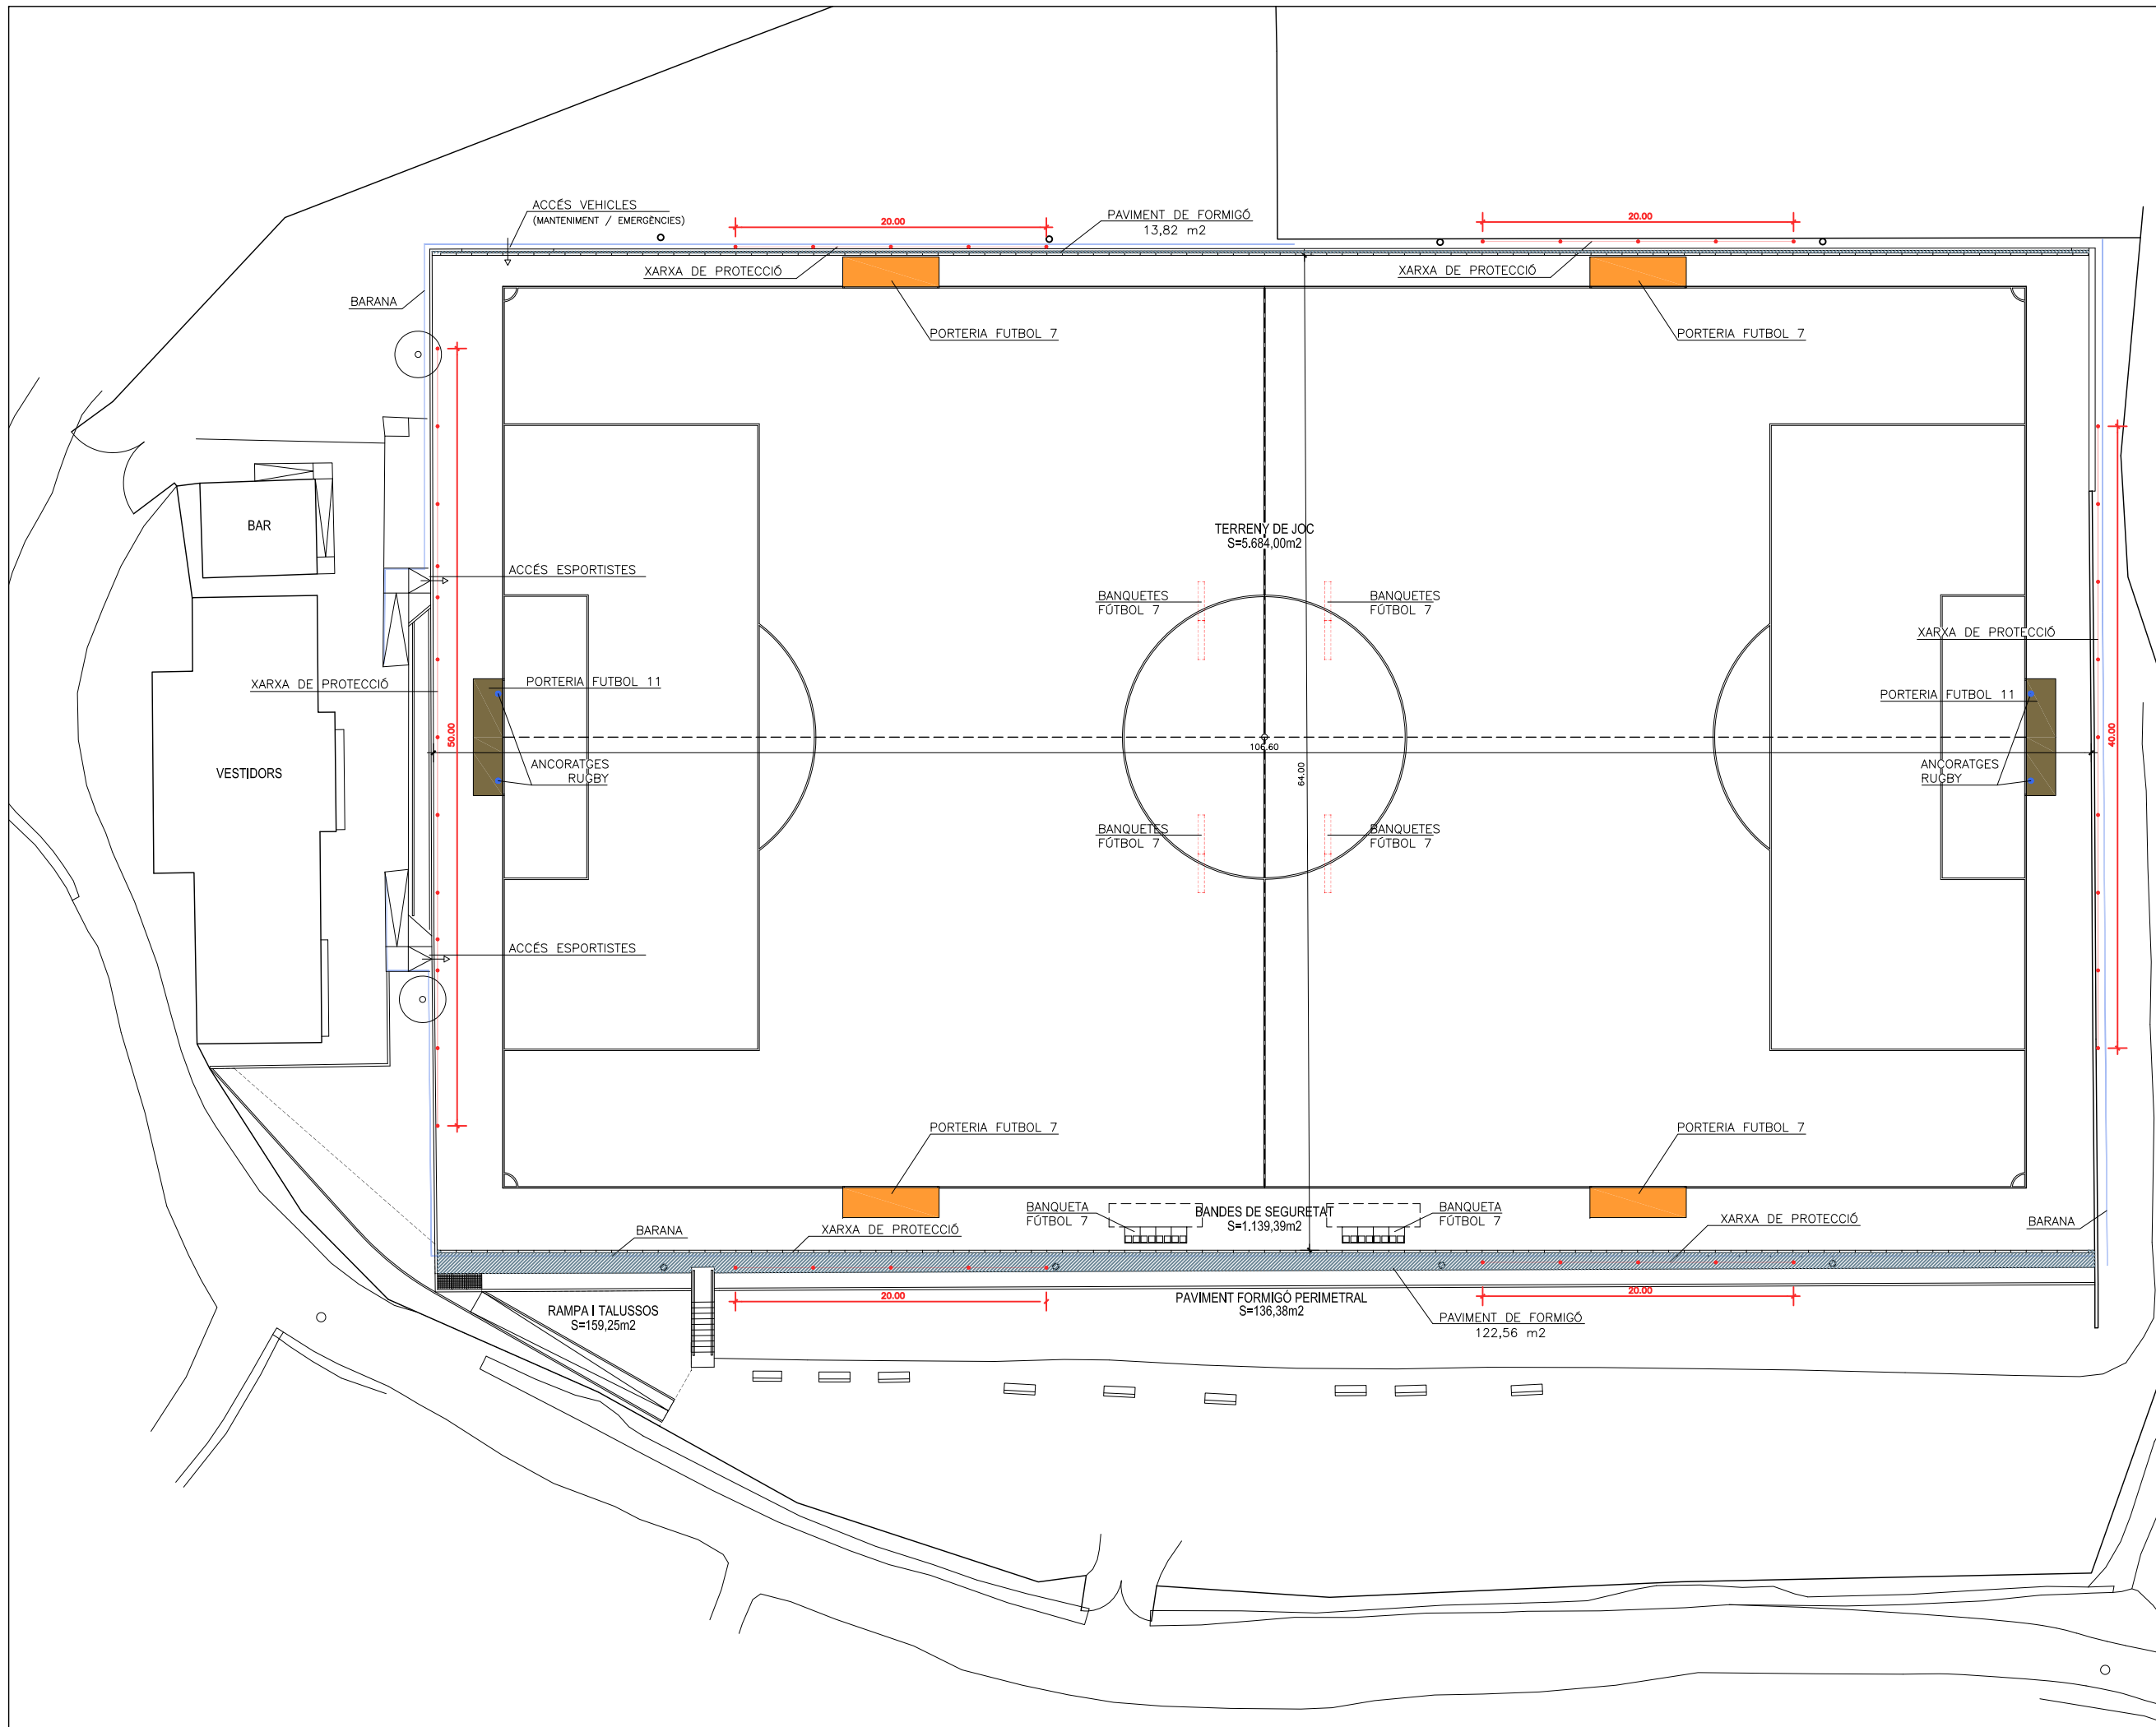 ACCÉS VEHICLES
(MANTENIMENT / EMERGÈNCIES)
20.00
PAVIMENT DE FORMIGÓ
13,82 m2
20.00
XARXA DE PROTECCIÓ
XARXA DE PROTECCIÓ
BARANA
PORTERIA FUTBOL 7
PORTERIA FUTBOL 7
BAR
TERRENY DE JOC
S=5.684,00m2
ACCÉS ESPORTISTES
BANQUETES
FÚTBOL 7
BANQUETES
FÚTBOL 7
XARXA DE PROTECCIÓ
XARXA DE PROTECCIÓ
PORTERIA FUTBOL 11
PORTERIA FUTBOL 11
50.00
40.00
106.60
64.00
VESTIDORS
ANCORATGES
RUGBY
ANCORATGES
RUGBY
BANQUETES
FÚTBOL 7
BANQUETES
FÚTBOL 7
ACCÉS ESPORTISTES
PORTERIA FUTBOL 7
PORTERIA FUTBOL 7
BANQUETA
FÚTBOL 7
BANDES DE SEGURETAT
S=1.139,39m2
BANQUETA
FÚTBOL 7
XARXA DE PROTECCIÓ
BARANA
BARANA
XARXA DE PROTECCIÓ
20.00
20.00
RAMPA I TALUSSOS
S=159,25m2
PAVIMENT FORMIGÓ PERIMETRAL
S=136,38m2
PAVIMENT DE FORMIGÓ
122,56 m2